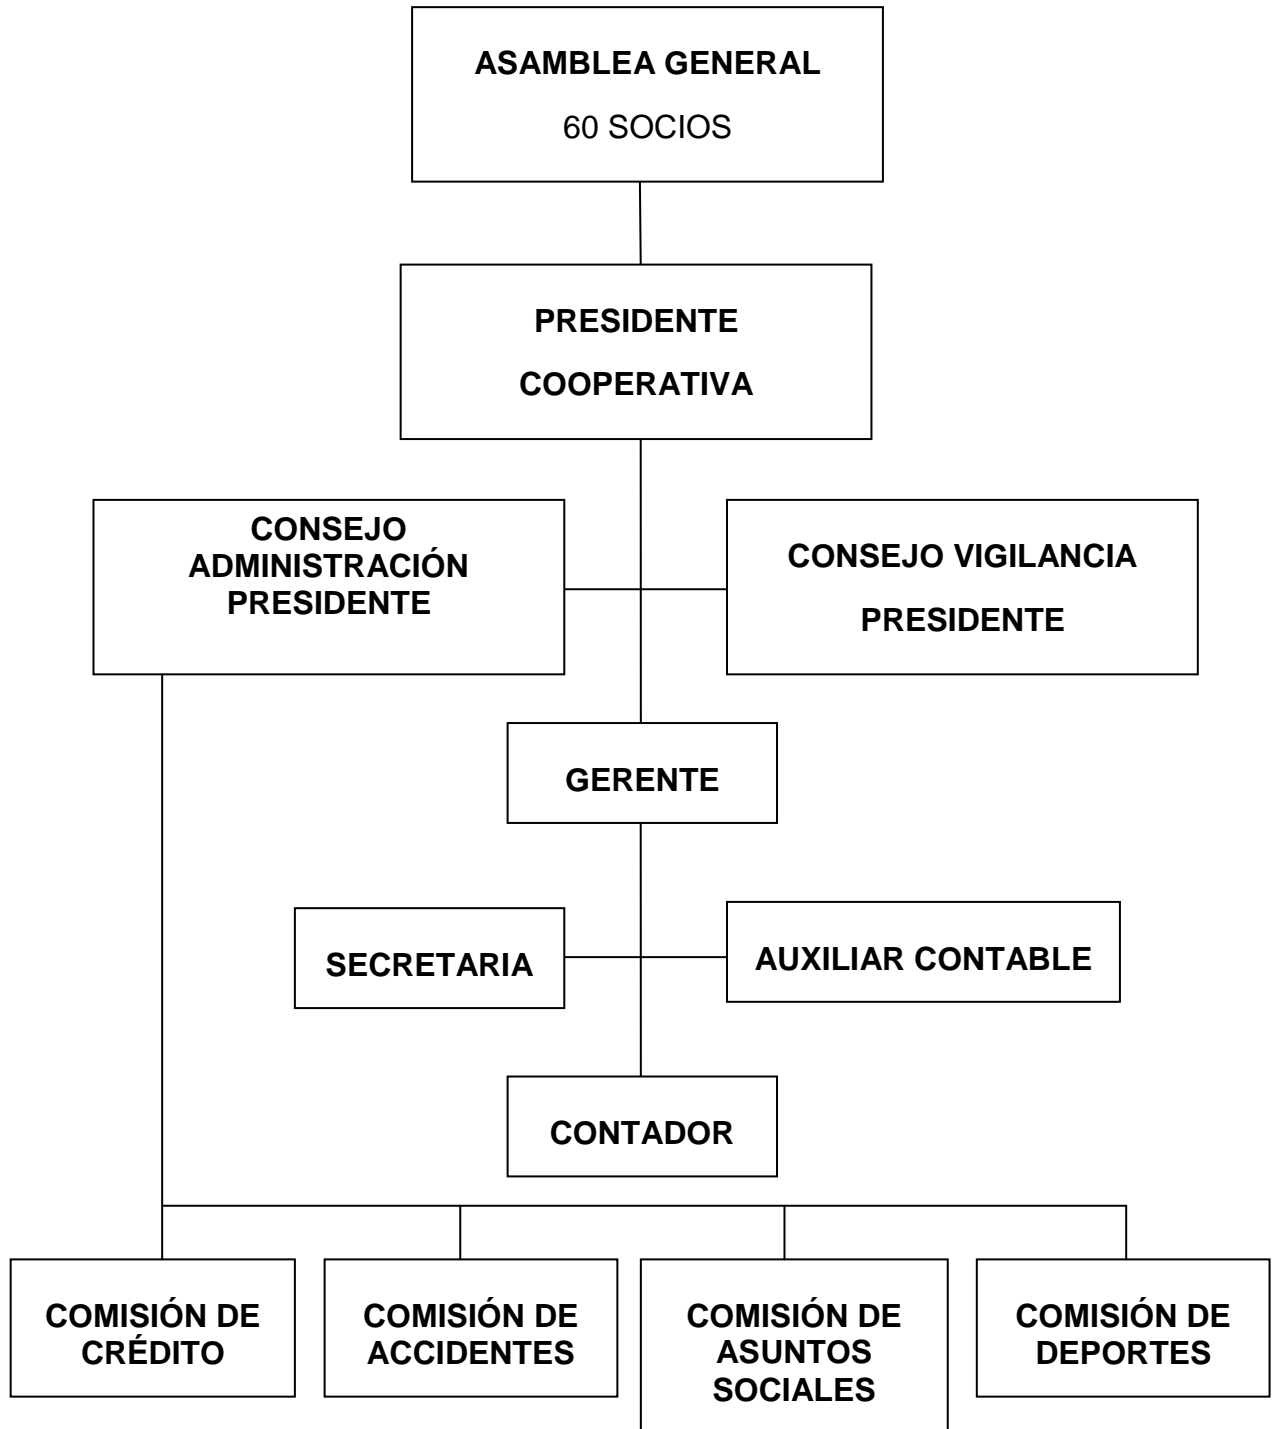 ASAMBLEA GENERAL
60 SOCIOS
PRESIDENTE
COOPERATIVA
CONSEJO
ADMINISTRACIÓN
PRESIDENTE
CONSEJO VIGILANCIA
PRESIDENTE
GERENTE
SECRETARIA
AUXILIAR CONTABLE
CONTADOR
COMISIÓN DE
CRÉDITO
COMISIÓN DE
ACCIDENTES
COMISIÓN DE
ASUNTOS
SOCIALES
COMISIÓN DE
DEPORTES